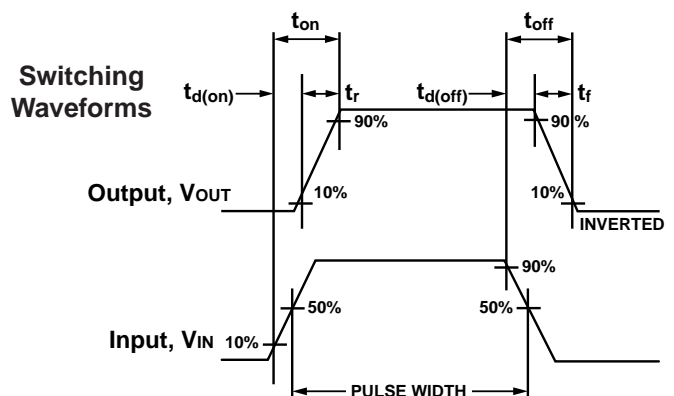 Switching
Waveforms
ton
toff
td(on)
tr
td(off)
tf
90%
90%
Output, VOUT
10%
10%
INVERTED
90%
50%
50%
Input, VIN
10%
PULSE WIDTH